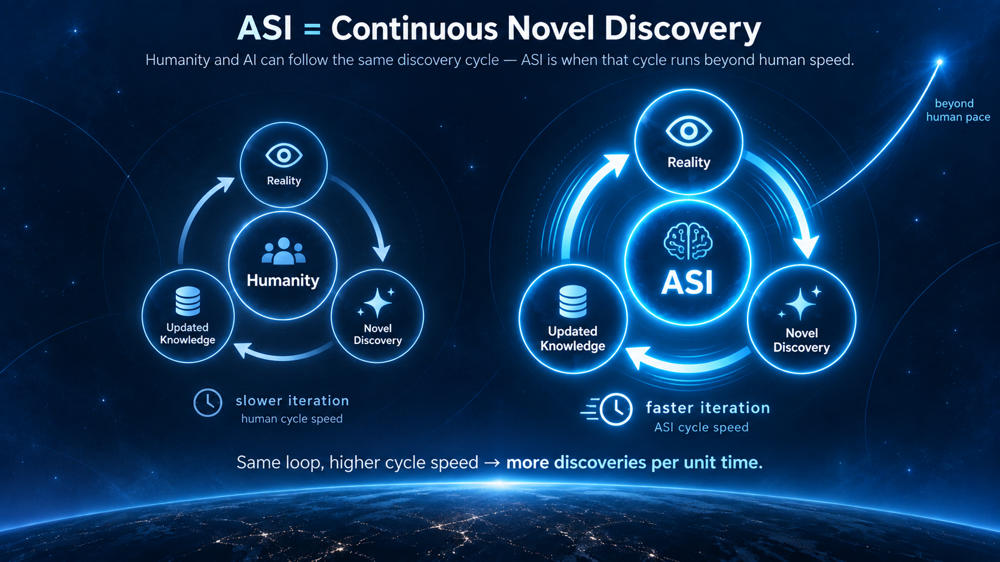 ASI = Continuous Novel Discovery
Humanity and AI can follow the same discovery cycle — ASI is when that cycle runs beyond human speed.
beyond
human pace
Reality
Humanity
Updated
Knowledge
Novel
Discovery
slower iteration
human cycle speed
Reality
ASI
Updated
Knowledge
Novel
Discovery
faster iteration
ASI cycle speed
Same loop, higher cycle speed → more discoveries per unit time.